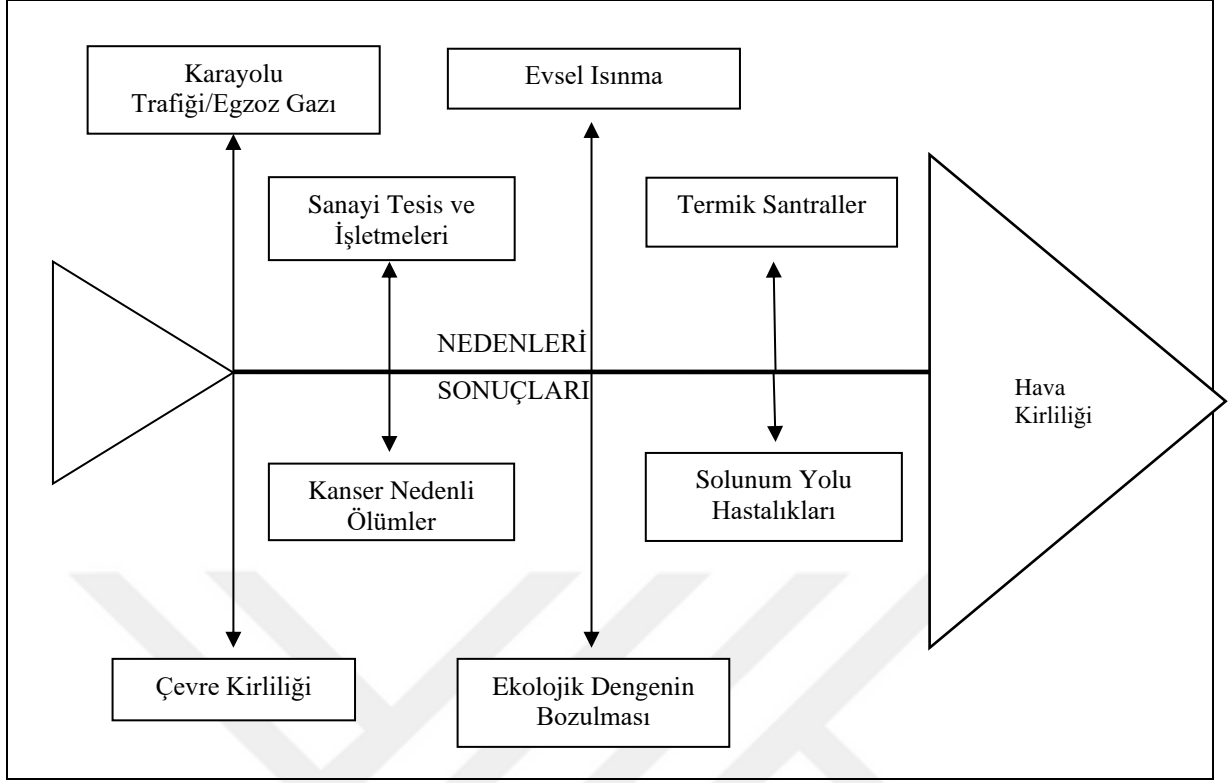 Karayolu
Trafiği/Egzoz Gazı
Evsel Isınma
Sanayi Tesis ve
İşletmeleri
Termik Santraller
NEDENLERİ
SONUÇLARI
Hava
Kirliliği
Kanser Nedenli
Ölümler
Solunum Yolu
Hastalıkları
Çevre Kirliliği
Ekolojik Dengenin
Bozulması